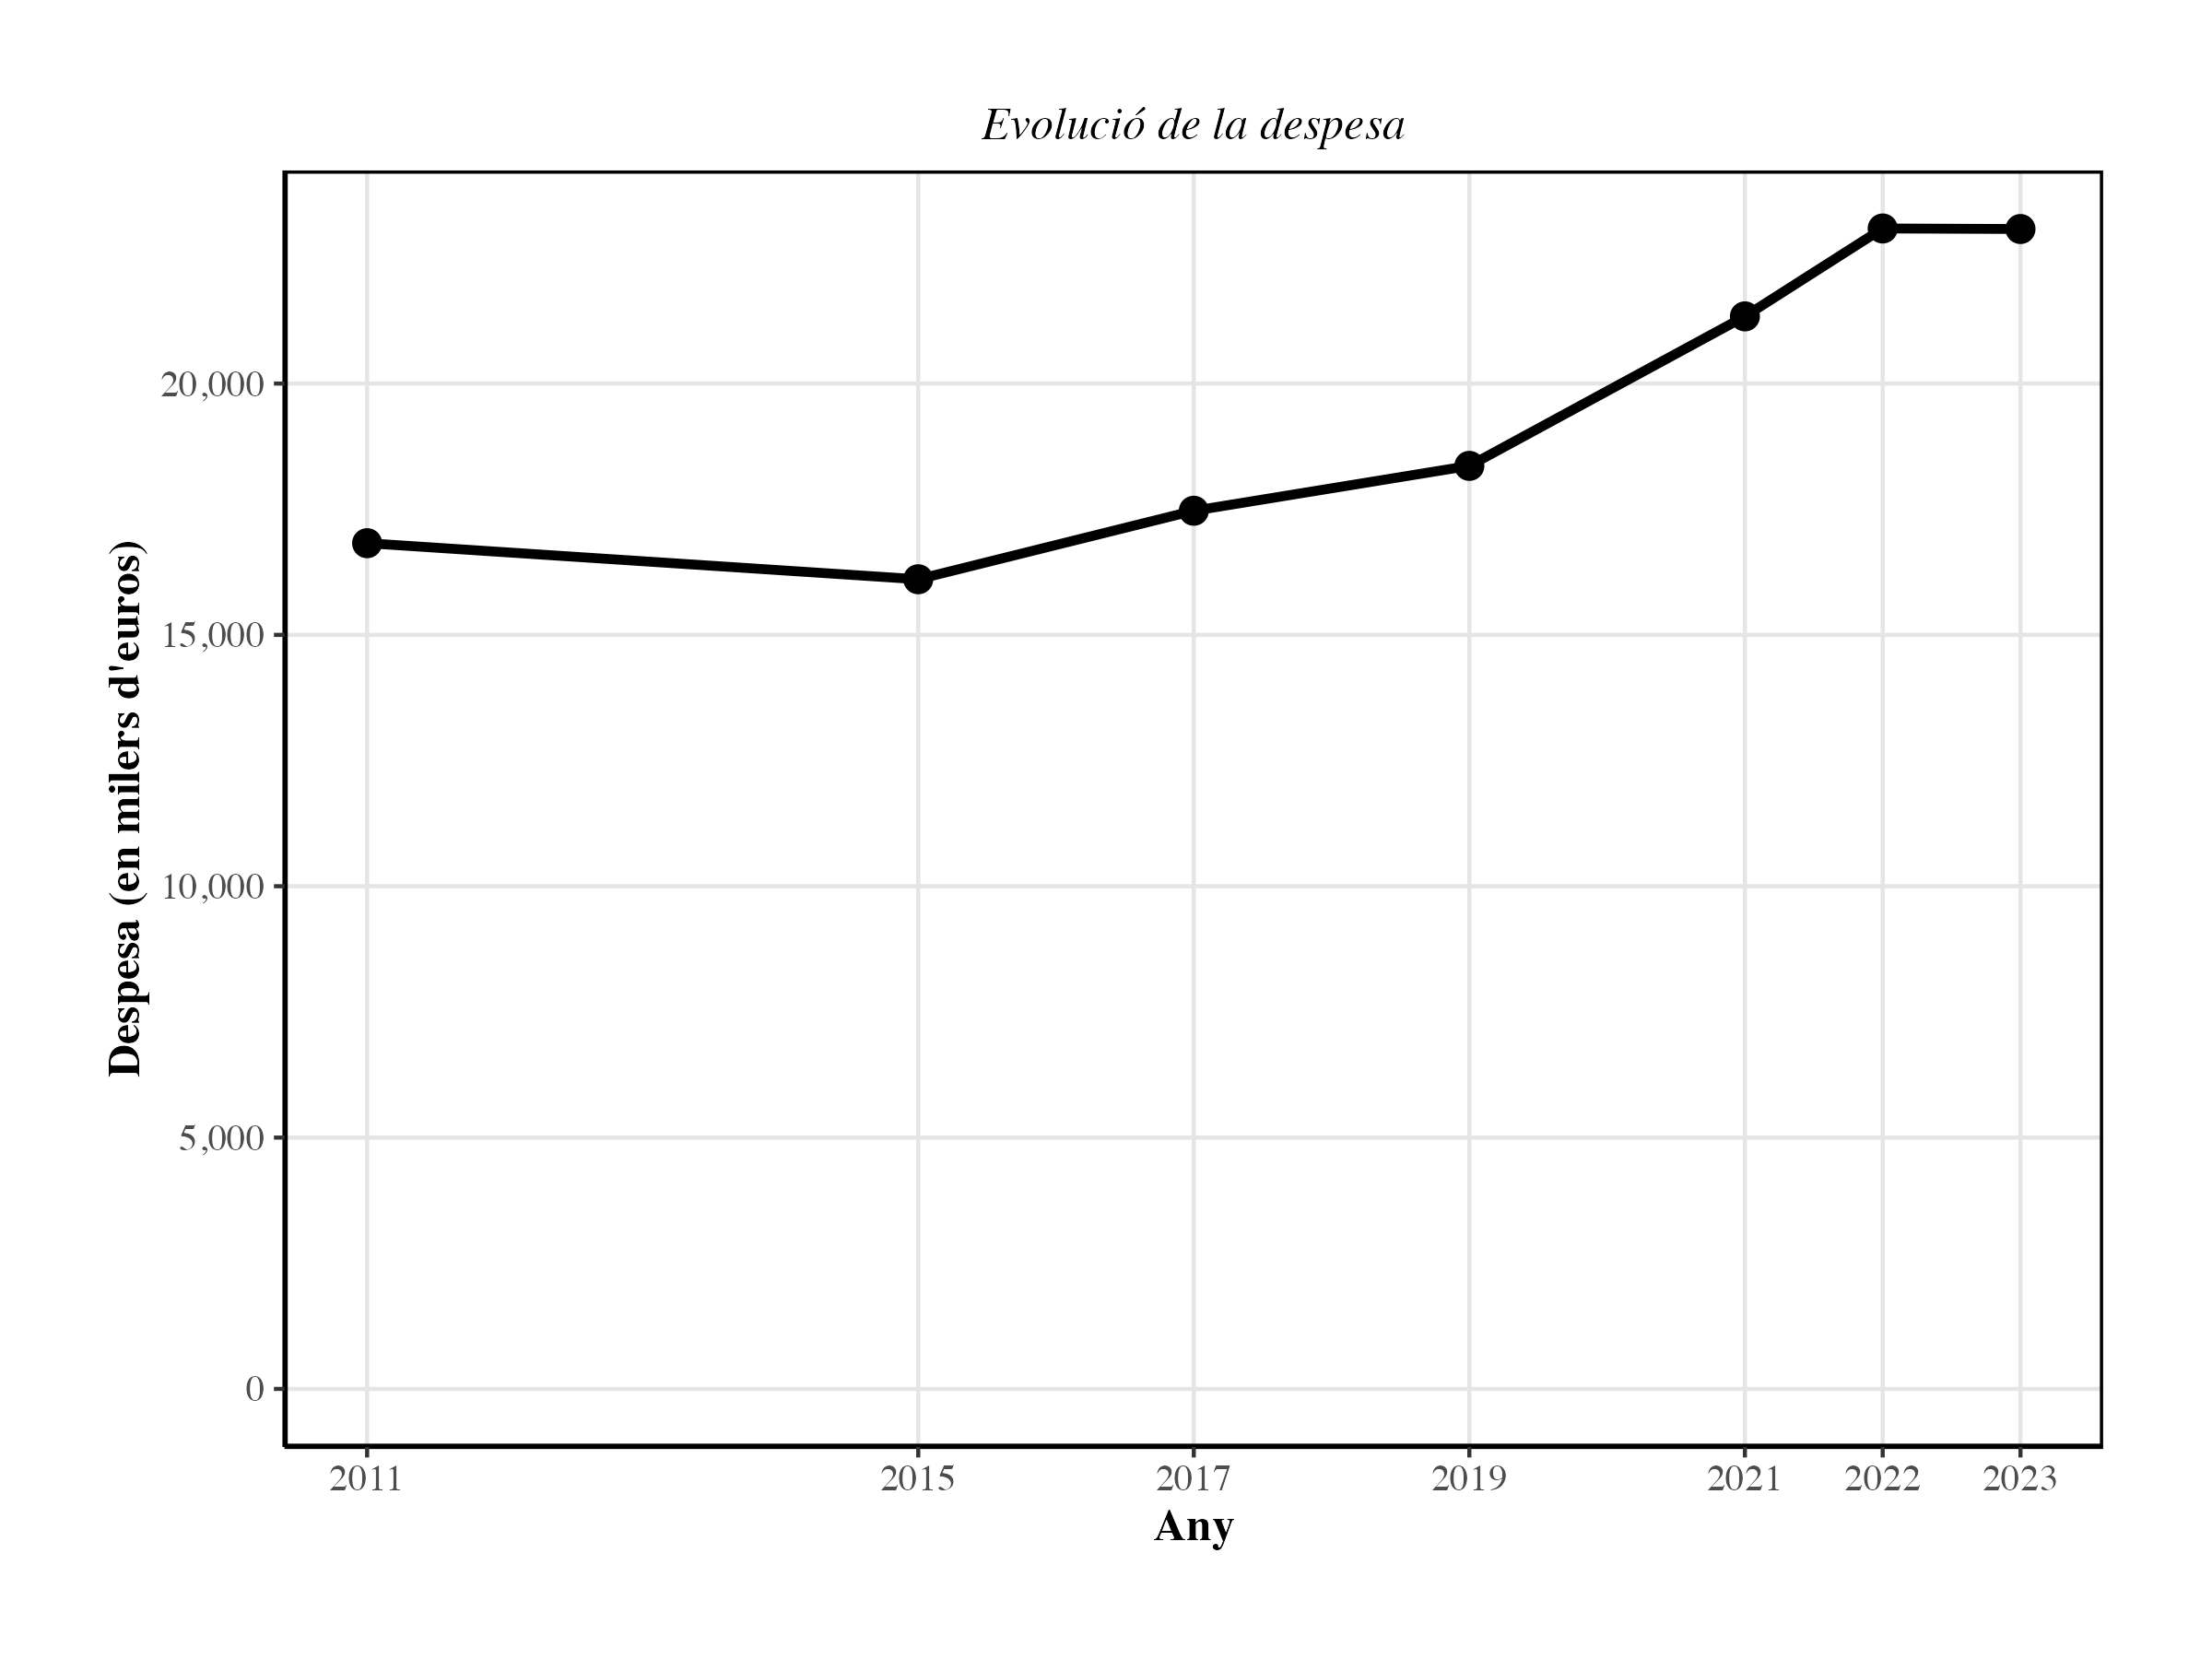 Evolució de la despesa
Despesa (en milers d'euros)
20,000
15,000
10,000
5,000
0
2011 2015 2017 2019 2021 2022 2023
Any